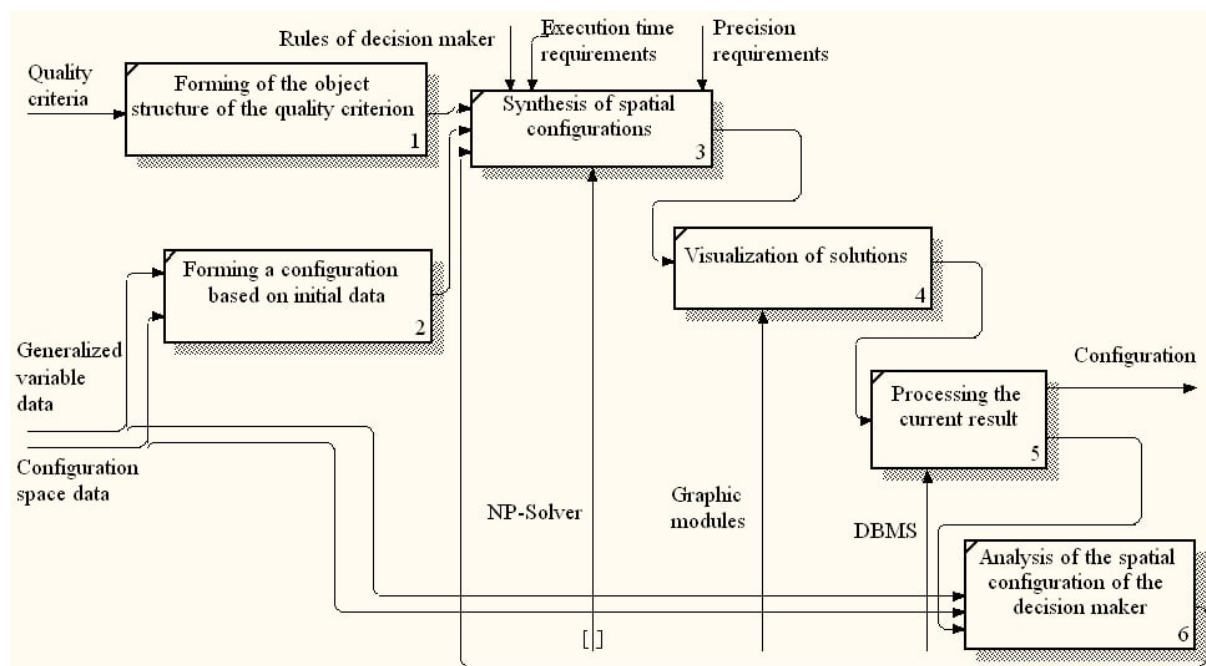 Rules of decision maker
Execution time
requirements
Precision
requirements
Quality
criteria
Forming of the object
structure of the quality criterion
1
Synthesis of spatial
configurations
3
Forming a configuration
based on initial data
2
Visualization of solutions
4
Generalized
variable
data
Configuration
space data
Configuration
Processing the
current result
5
NP-Solver
Graphic
modules
DBMS
Analysis of the spatial
configuration of the
decision maker
6
[.]